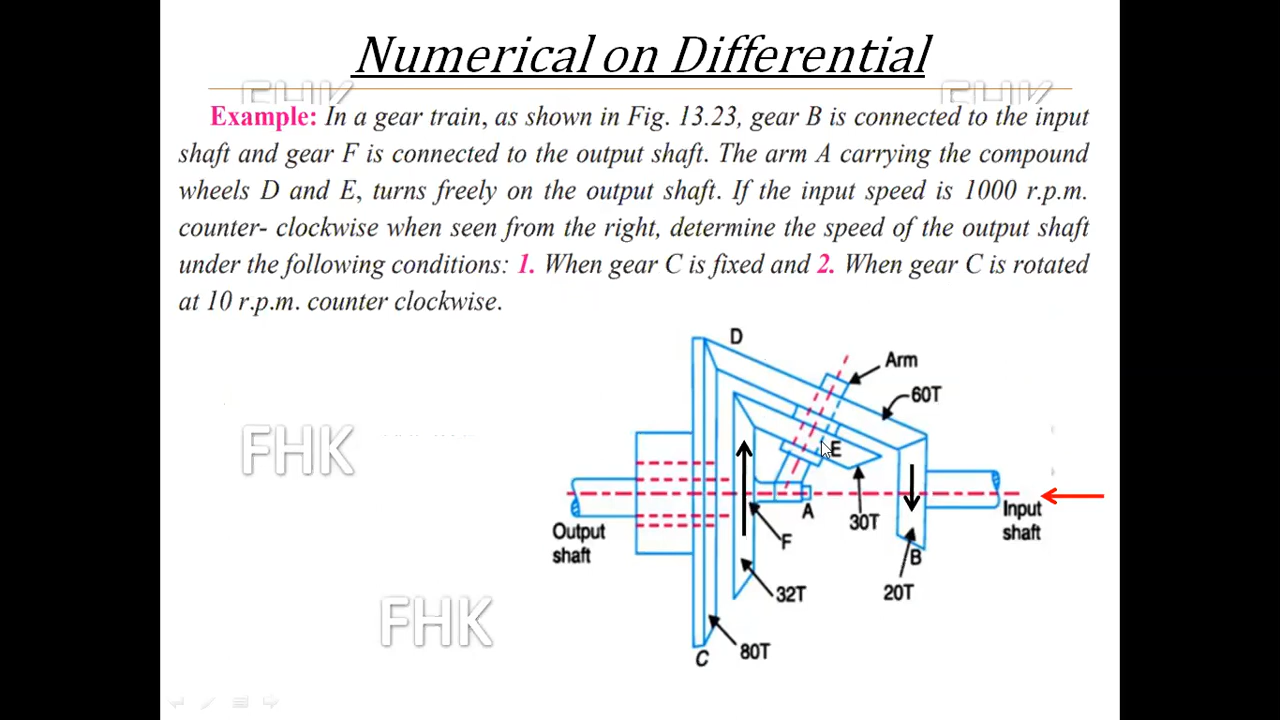 Numerical on Differential
FHK
FHK
Example: In a gear train, as shown in Fig. 13.23, gear B is connected to the input
shaft and gear F is connected to the output shaft. The arm A carrying the compound
wheels D and E, turns freely on the output shaft. If the input speed is 1000 r.p.m.
counter- clockwise when seen from the right, determine the speed of the output shaft
under the following conditions: 1. When gear C is fixed and 2. When gear C is rotated
at 10 r.p.m. counter clockwise.
D
Arm
60T
FHK
E
A
30T
Input
shaft
Output
shaft
F
B
32T
20T
FHK
C
80T